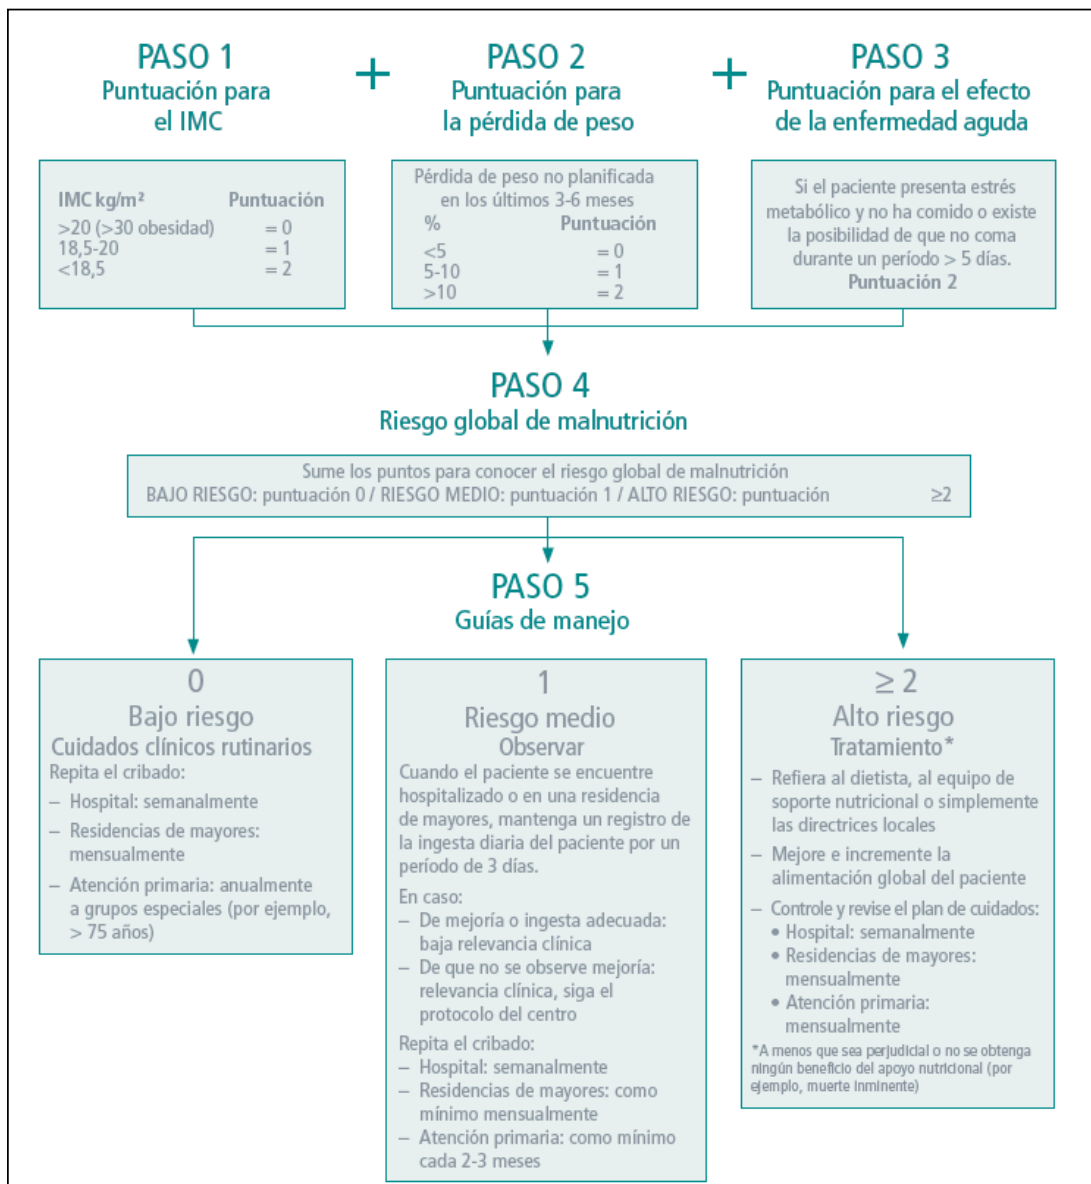 PASO 1
Puntuación para
el IMC
+
PASO 2
Puntuación para
la pérdida de peso
+
PASO 3
Puntuación para el efecto
de la enfermedad aguda
IMC kg/m² Puntuación
>20 (>30 obesidad) = 0
18,5-20 = 1
<18,5 = 2
Pérdida de peso no planificada
en los últimos 3-6 meses
% Puntuación
<5 = 0
5-10 = 1
>10 = 2
Si el paciente presenta estrés
metabólico y no ha comido o existe
la posibilidad de que no coma
durante un período > 5 días.
Puntuación 2
PASO 4
Riesgo global de malnutrición
Sume los puntos para conocer el riesgo global de malnutrición
BAJO RIESGO: puntuación 0 / RIESGO MEDIO: puntuación 1 / ALTO RIESGO: puntuación ≥2
PASO 5
Guías de manejo
0
Bajo riesgo
Cuidados clínicos rutinarios
Repita el cribado:
– Hospital: semanalmente
– Residencias de mayores:
mensualmente
– Atención primaria: anualmente
a grupos especiales (por ejemplo,
> 75 años)
1
Riesgo medio
Observar
Cuando el paciente se encuentre
hospitalizado o en una residencia
de mayores, mantenga un registro de
la ingesta diaria del paciente por un
período de 3 días.
En caso:
– De mejoría o ingesta adecuada:
baja relevancia clínica
– De que no se observe mejoría:
relevancia clínica, siga el
protocolo del centro
Repita el cribado:
– Hospital: semanalmente
– Residencias de mayores: como
mínimo mensualmente
– Atención primaria: como mínimo
cada 2-3 meses
≥ 2
Alto riesgo
Tratamiento*
– Refiera al dietista, al equipo de
soporte nutricional o simplemente
las directrices locales
– Mejore e incremente la
alimentación global del paciente
– Controle y revise el plan de cuidados:
• Hospital: semanalmente
• Residencias de mayores:
mensualmente
• Atención primaria:
mensualmente
*A menos que sea perjudicial o no se obtenga
ningún beneficio del apoyo nutricional (por
ejemplo, muerte inminente)